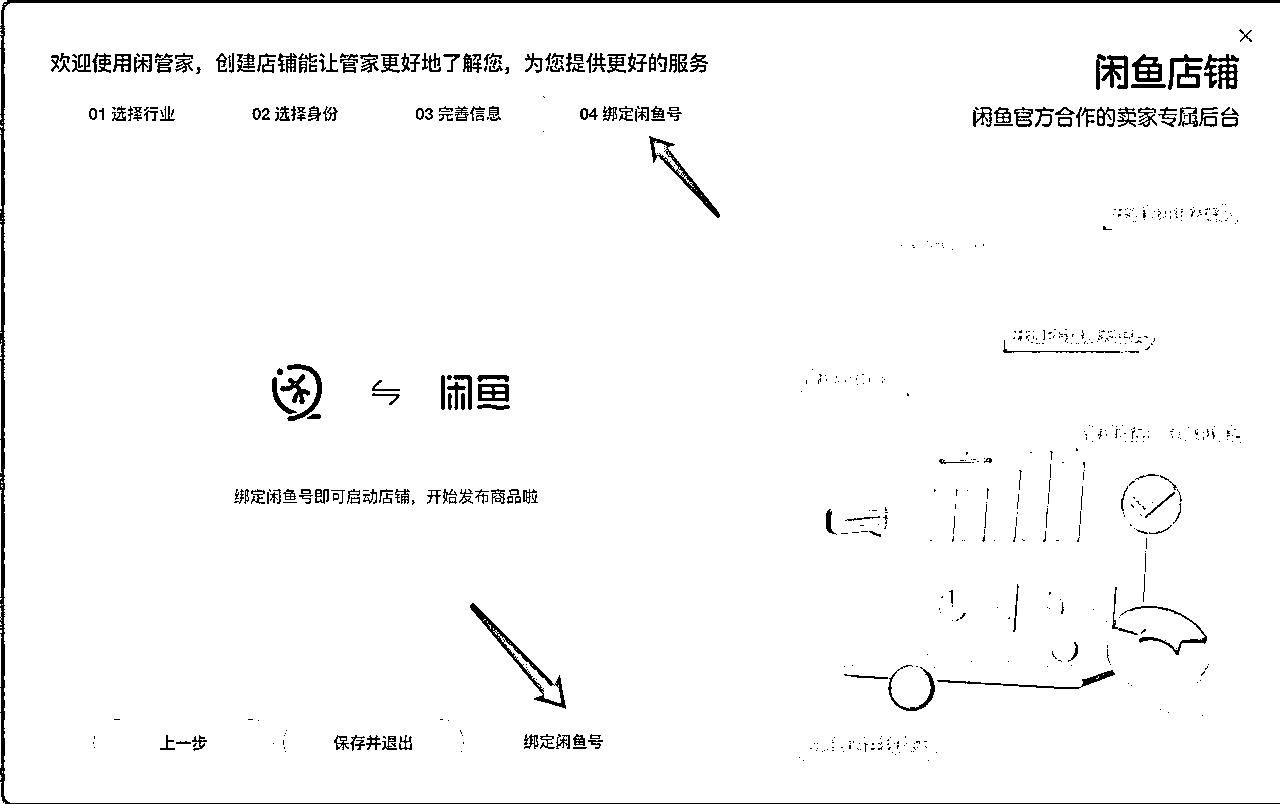 欢迎使用闲管家，创建店铺能让管家更好地了解您，为您提供更好的服务
01 选择行业
02 选择身份
03 完善信息
04 绑定闲鱼号
闲鱼店铺
闲鱼官方合作的卖家专属后台
闲鱼
绑定闲鱼号即可启动店铺，开始发布商品啦
上一步
保存并退出
绑定闲鱼号